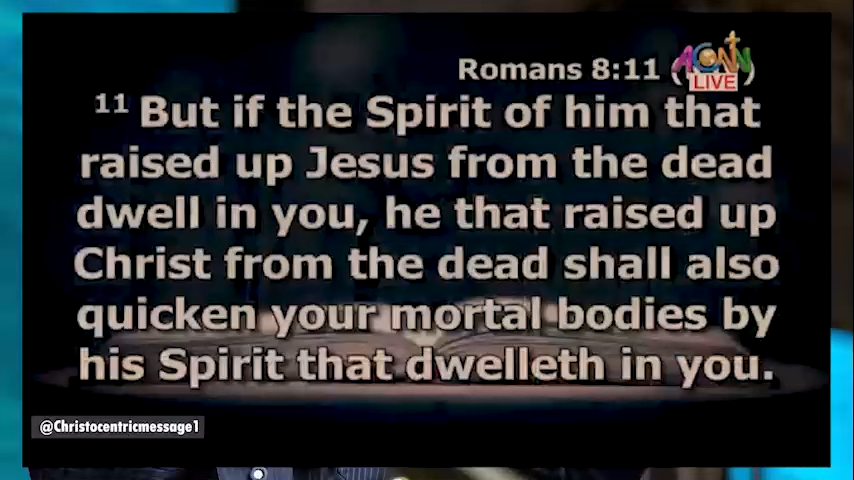 Romans 8:11
ACNN
LIVE
11 But if the Spirit of him that
raised up Jesus from the dead
dwell in you, he that raised up
Christ from the dead shall also
quicken your mortal bodies by
his Spirit that dwelleth in you.
@Christocentricmessage1